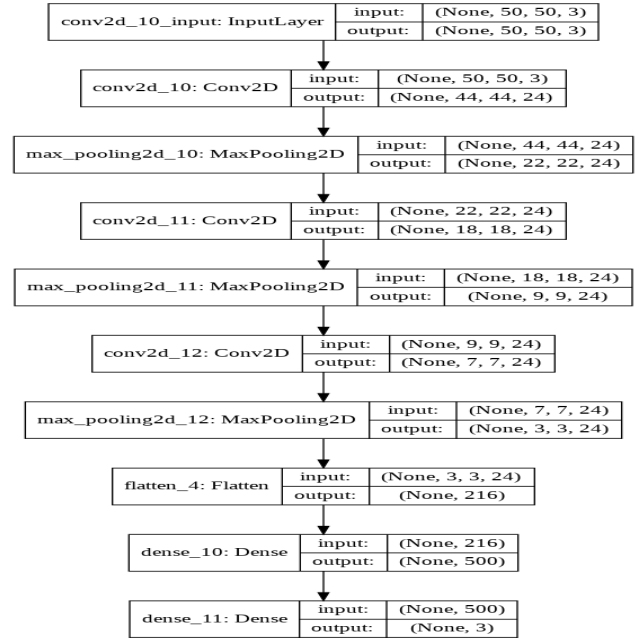 conv2d_10_input: InputLayer
input: (None, 50, 50, 3)
output: (None, 50, 50, 3)
conv2d_10: Conv2D
input: (None, 50, 50, 3)
output: (None, 44, 44, 24)
max_pooling2d_10: MaxPooling2D
input: (None, 44, 44, 24)
output: (None, 22, 22, 24)
conv2d_11: Conv2D
input: (None, 22, 22, 24)
output: (None, 18, 18, 24)
max_pooling2d_11: MaxPooling2D
input: (None, 18, 18, 24)
output: (None, 9, 9, 24)
conv2d_12: Conv2D
input: (None, 9, 9, 24)
output: (None, 7, 7, 24)
max_pooling2d_12: MaxPooling2D
input: (None, 7, 7, 24)
output: (None, 3, 3, 24)
flatten_4: Flatten
input: (None, 3, 3, 24)
output: (None, 216)
dense_10: Dense
input: (None, 216)
output: (None, 500)
dense_11: Dense
input: (None, 500)
output: (None, 3)